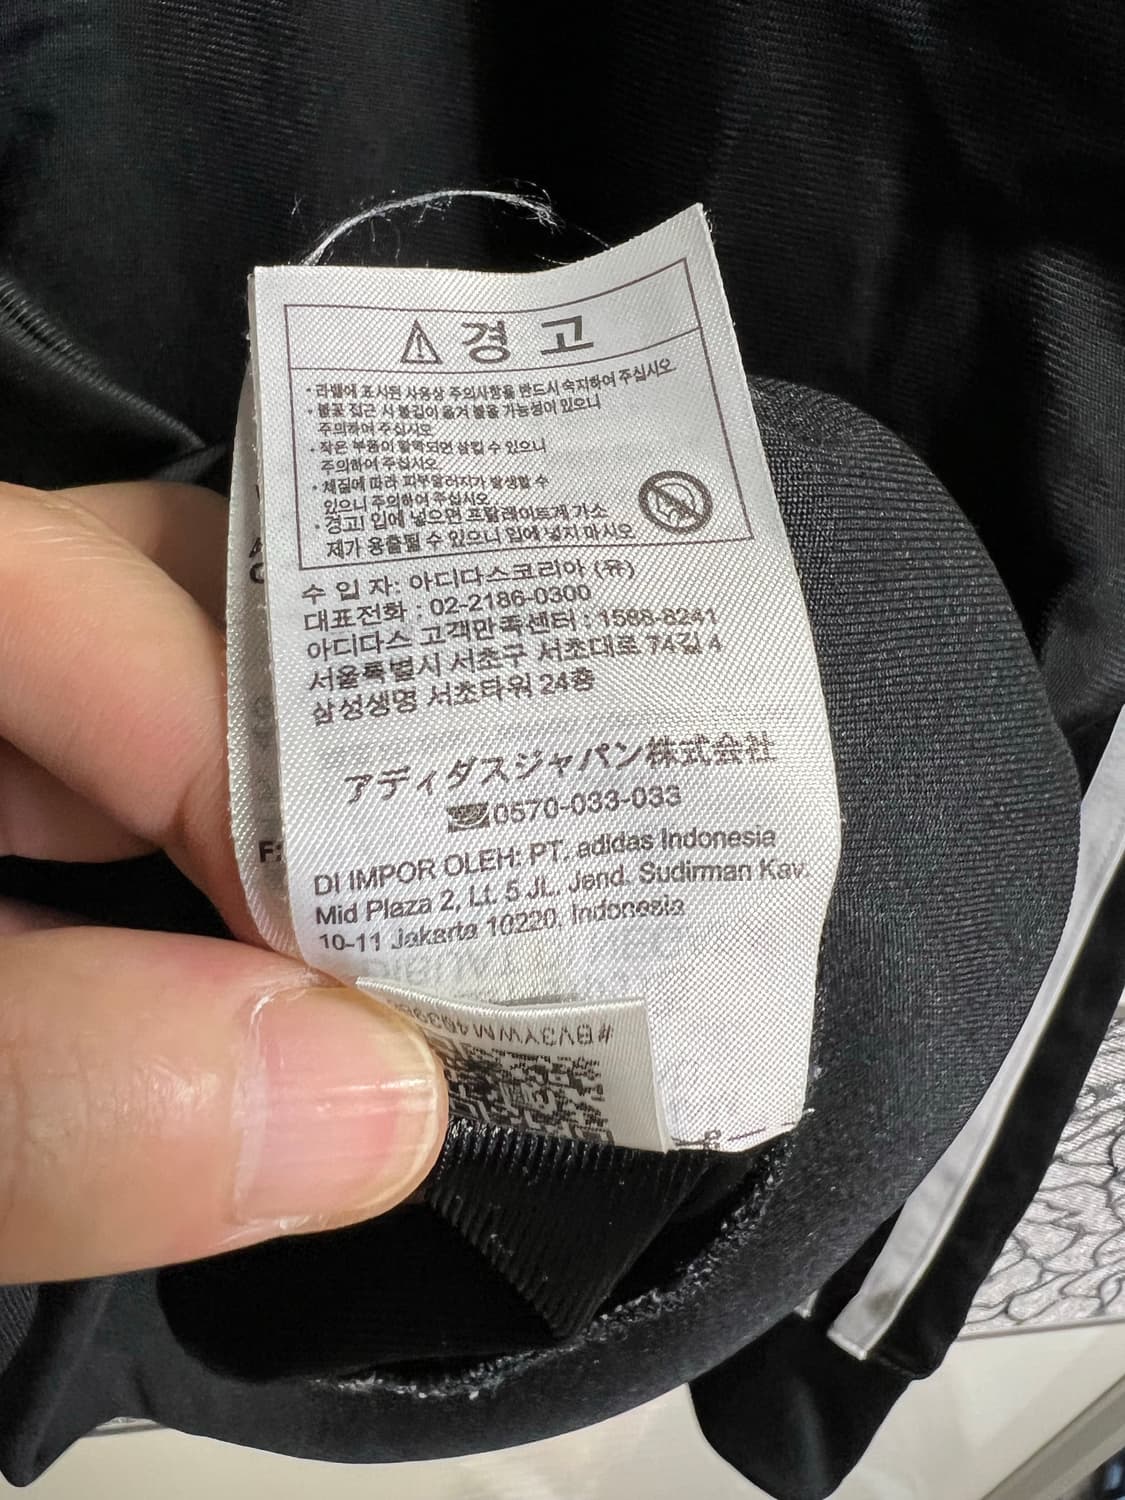 경 고
· 라벨에 표시된 사용상 주의사항을 반드시 숙지하여 주십시오
· 불꽃 접근 시 불길이 옮겨 붙을 가능성이 있으니
주의하여 주십시오
· 작은 부품이 탈락되면 삼킬 수 있으니
주의하여 주십시오
· 체질에 따라 피부알러지가 발생할 수
있으니 주의하여 주십시오
· 경고! 입에 넣으면 프탈레이트계 가소
제가 용출될 수 있으니 입에 넣지 마시오
수 입 자: 아디다스코리아 (유)
대표전화 : 02-2186-0300
아디다스 고객만족센터 : 1588-8241
서울특별시 서초구 서초대로 74길 4
삼성생명 서초타워 24층
アディダスジャパン株式会社
0570-033-033
DI IMPOR OLEH: PT. adidas Indonesia
Mid Plaza 2, Lt. 5 JL. Jend. Sudirman Kav.
10-11 Jakarta 10220, Indonesia